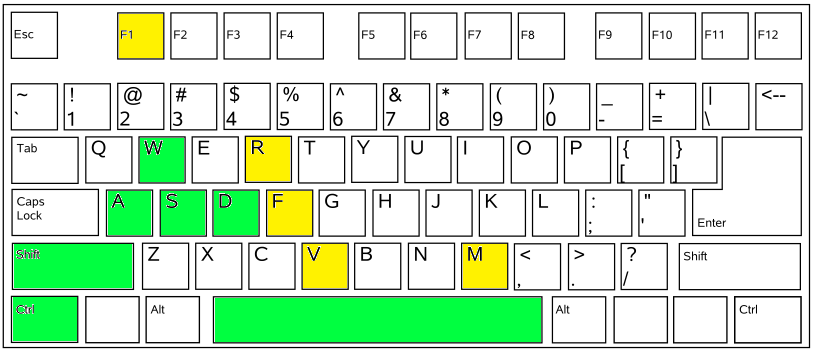 Esc F1 F2 F3 F4 F5 F6 F7 F8 F9 F10 F11 F12
~ ! @ # $ % ^ & * ( ) _ + | <--
` 1 2 3 4 5 6 7 8 9 0 - = \
Tab Q W E R T Y U I O P { }
[ ]
Caps A S D F G H J K L : "
Lock ; ' Enter
Shift Z X C V B N M < > ? Shift
, . /
Ctrl Alt Alt Ctrl